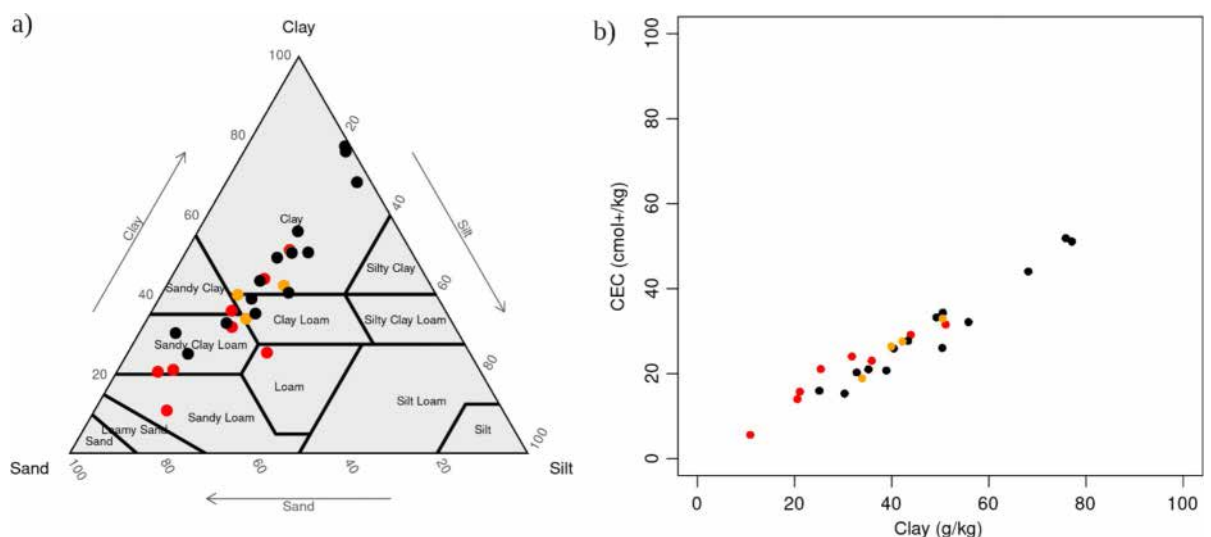 a)
Clay
100
80
20
Clay
Silt
60
40
Clay
Silty Clay
Sandy Clay
40
60
Clay Loam
Silty Clay Loam
Sandy Clay Loam
20
80
Loam
Silt Loam
Sandy Loam
Loamy Sand
Sand
Silt
Sand
100
80
60
40
20
100
Silt
Sand
b)
CEC (cmol+/kg)
100
80
60
40
20
0
0 20 40 60 80 100
Clay (g/kg)